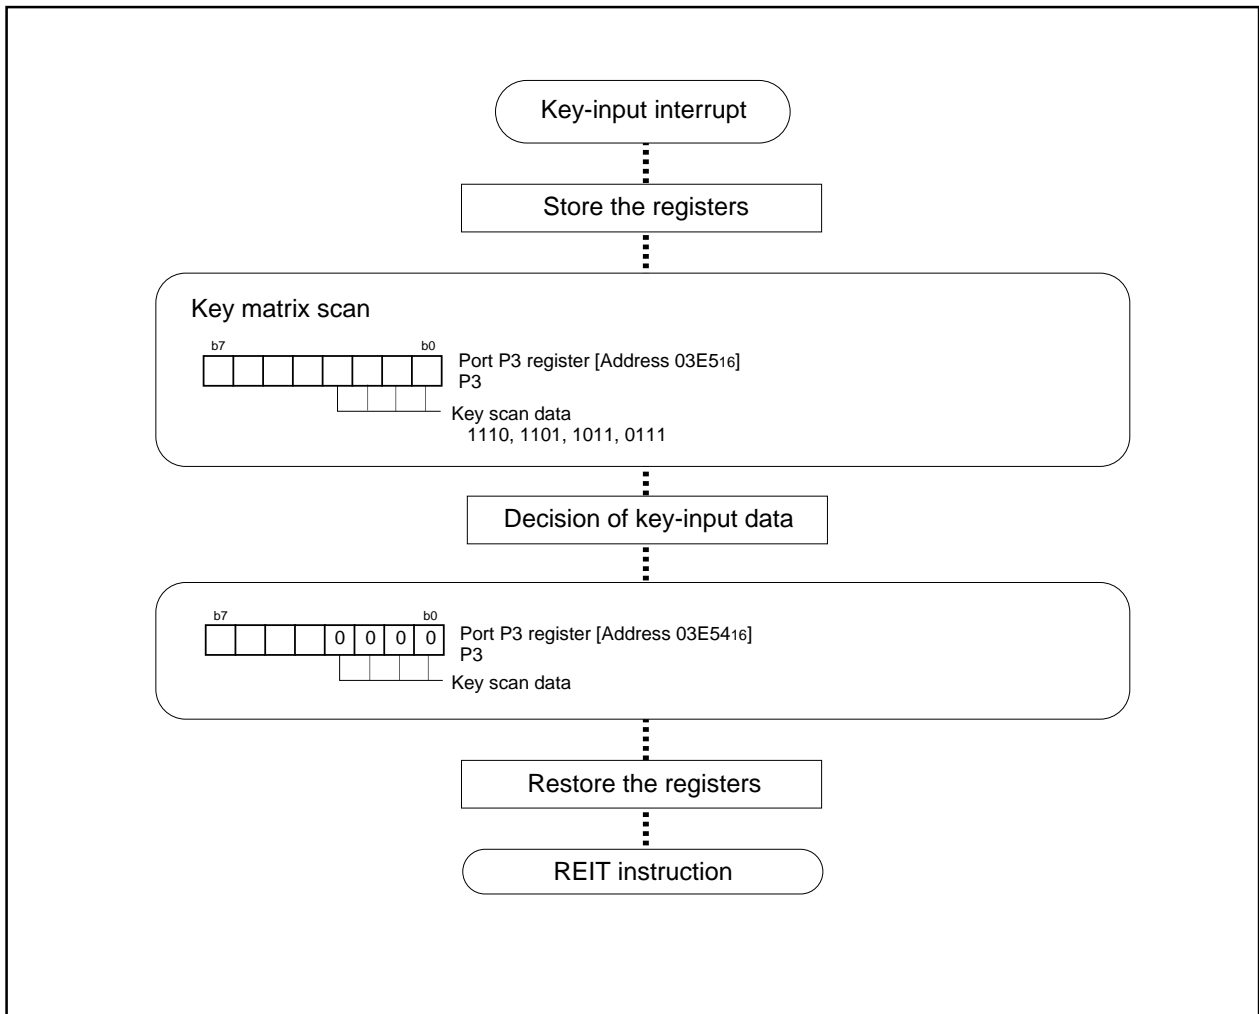 Key-input interrupt
Store the registers
Key matrix scan
b7 b0
Port P3 register [Address 03E516]
P3
Key scan data
1110, 1101, 1011, 0111
Decision of key-input data
b7 b0
0 0 0 0 Port P3 register [Address 03E5416]
P3
Key scan data
Restore the registers
REIT instruction